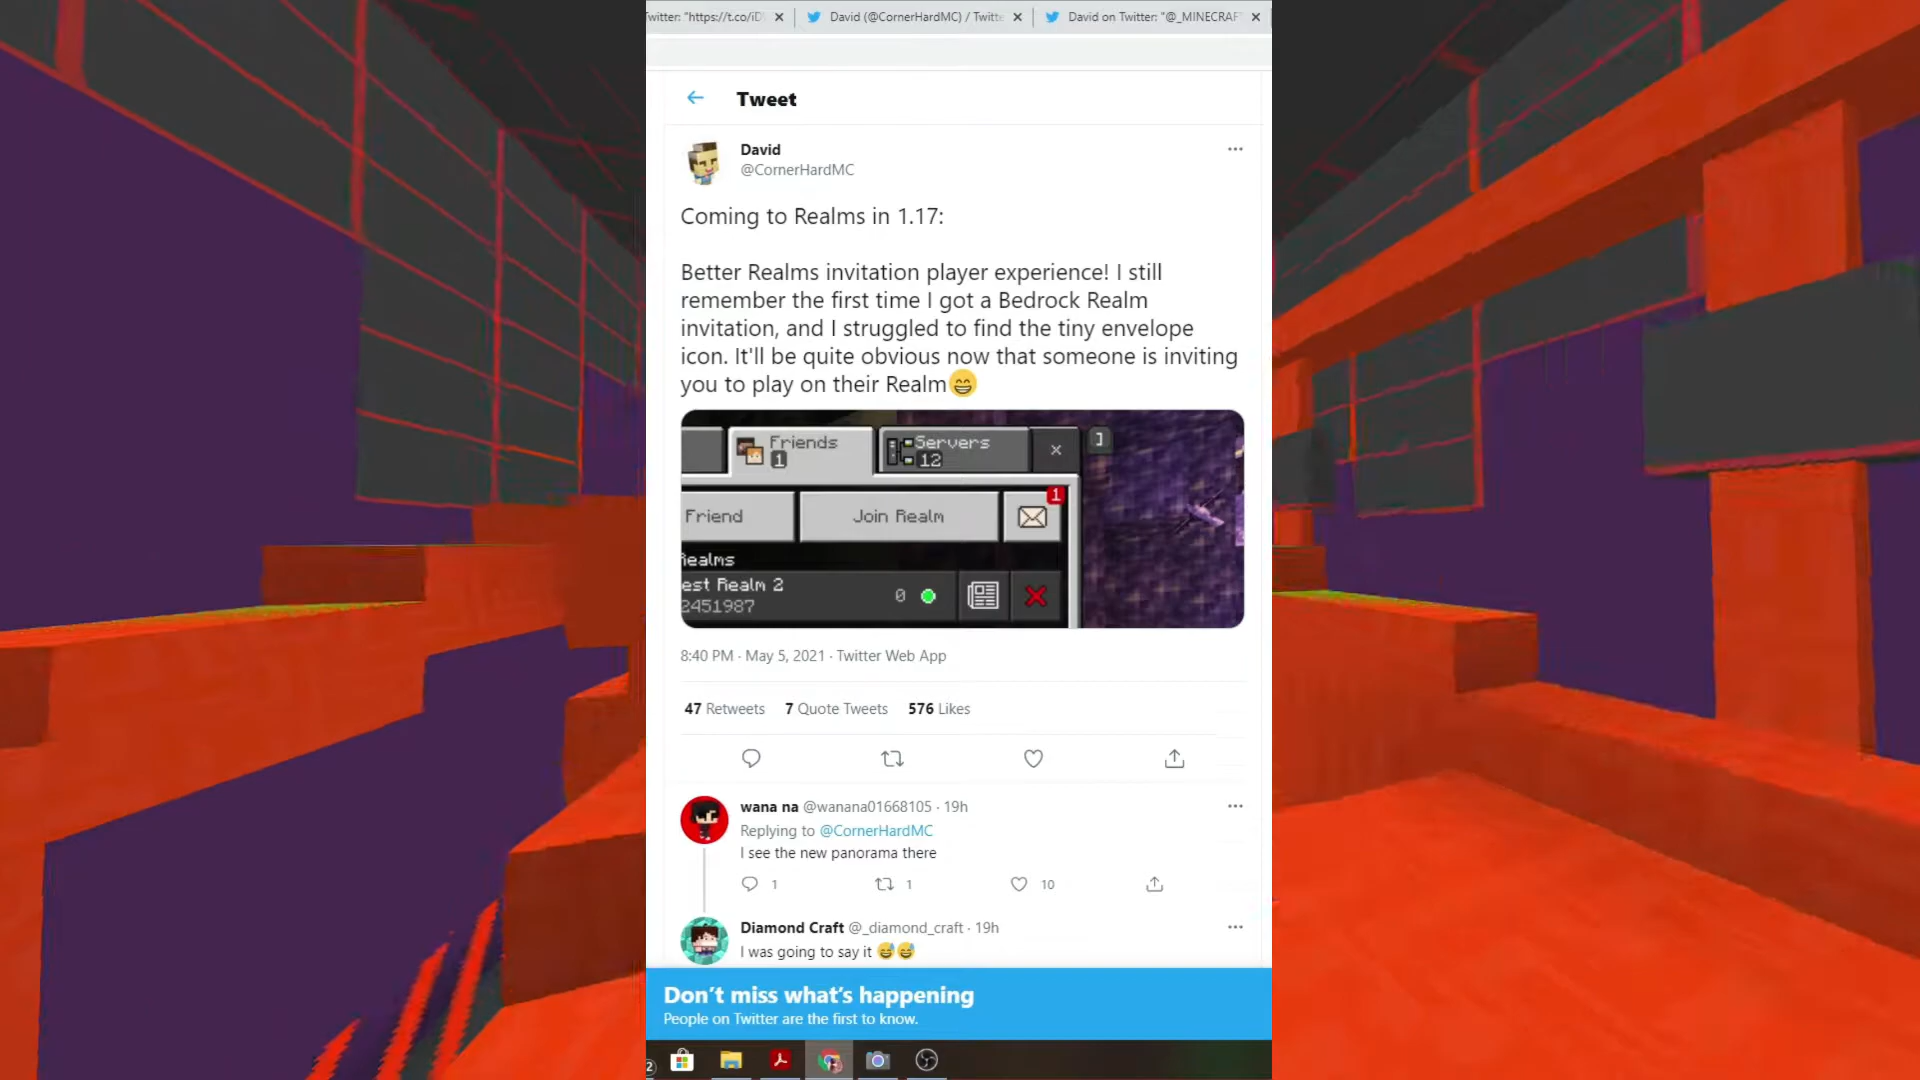 Twitter: "https://t.co/iD
David (@CornerHardMC) / Twitte
David on Twitter: "@_MINECRAF
Tweet
David
@CornerHardMC
Coming to Realms in 1.17:
Better Realms invitation player experience! I still
remember the first time I got a Bedrock Realm
invitation, and I struggled to find the tiny envelope
icon. It'll be quite obvious now that someone is inviting
you to play on their Realm😁
Friends
1
Servers
12
Friend
Join Realm
1
Realms
est Realm 2
2451987
0
8:40 PM · May 5, 2021 · Twitter Web App
47 Retweets 7 Quote Tweets 576 Likes
wana na @wanana01668105 · 19h
Replying to @CornerHardMC
I see the new panorama there
1 1 10
Diamond Craft @_diamond_craft · 19h
I was going to say it 😅😅
Don't miss what's happening
People on Twitter are the first to know.